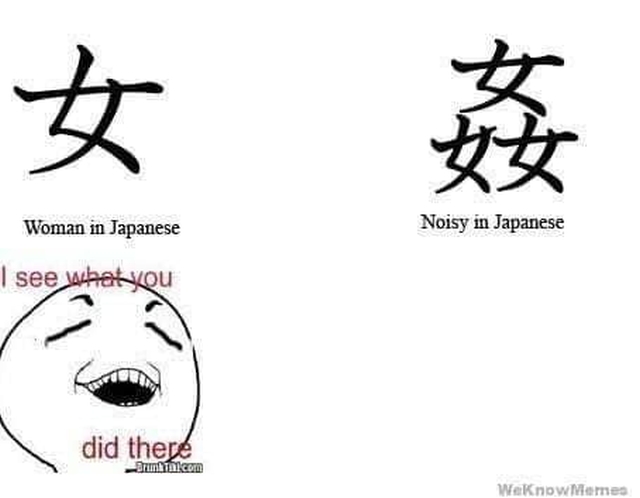 女
姦
Woman in Japanese
Noisy in Japanese
I see what you
did there
DrunkTiki.com
WeKnowMemes